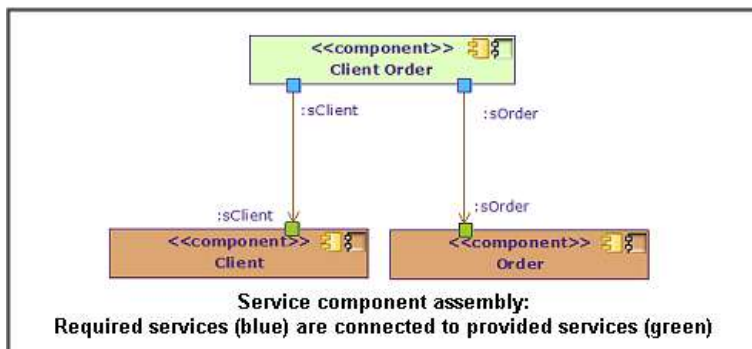 <<component>>
Client Order
:sClient
:sOrder
:sClient
:sOrder
<<component>>
Client
<<component>>
Order
Service component assembly:
Required services (blue) are connected to provided services (green)